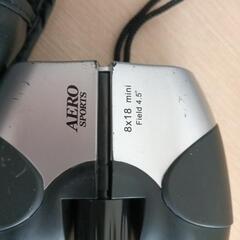 AERO
SPORTS
8x18 mini
Field 4.5°